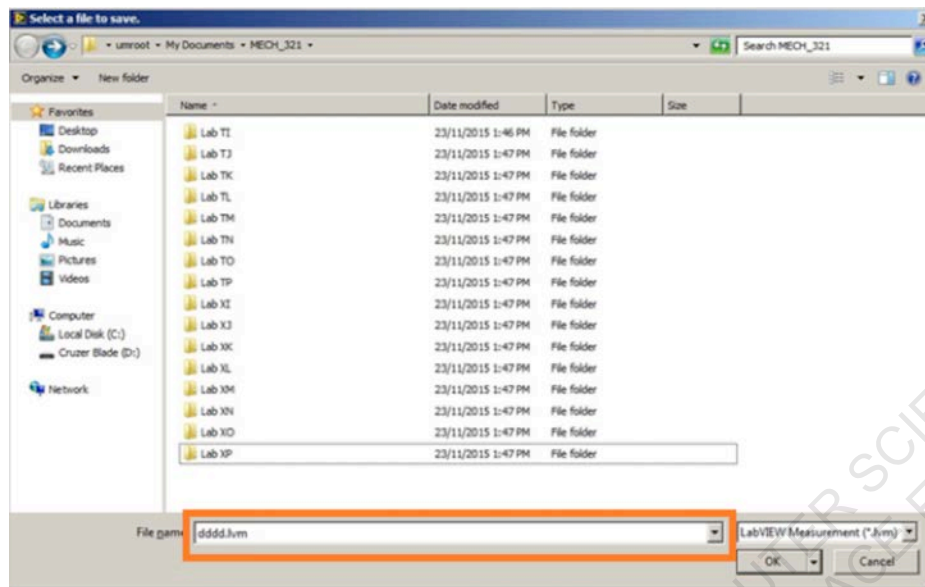 Select a file to save.
umroot My Documents MECH_321
Search MECH_321
Organize New folder
Name Date modified Type Size
Favorites
Desktop
Downloads
Recent Places
Libraries
Documents
Music
Pictures
Videos
Computer
Local Disk (C:)
Cruzer Blade (D:)
Network
Lab TI 23/11/2015 1:46 PM File folder
Lab TJ 23/11/2015 1:47 PM File folder
Lab TK 23/11/2015 1:47 PM File folder
Lab TL 23/11/2015 1:47 PM File folder
Lab TM 23/11/2015 1:47 PM File folder
Lab TN 23/11/2015 1:47 PM File folder
Lab TO 23/11/2015 1:47 PM File folder
Lab TP 23/11/2015 1:47 PM File folder
Lab XI 23/11/2015 1:47 PM File folder
Lab XJ 23/11/2015 1:47 PM File folder
Lab XK 23/11/2015 1:47 PM File folder
Lab XL 23/11/2015 1:47 PM File folder
Lab XM 23/11/2015 1:47 PM File folder
Lab XN 23/11/2015 1:47 PM File folder
Lab XO 23/11/2015 1:47 PM File folder
Lab XP 23/11/2015 1:47 PM File folder
File name dddd.lvm LabVIEW Measurement (*.lvm)
OK Cancel